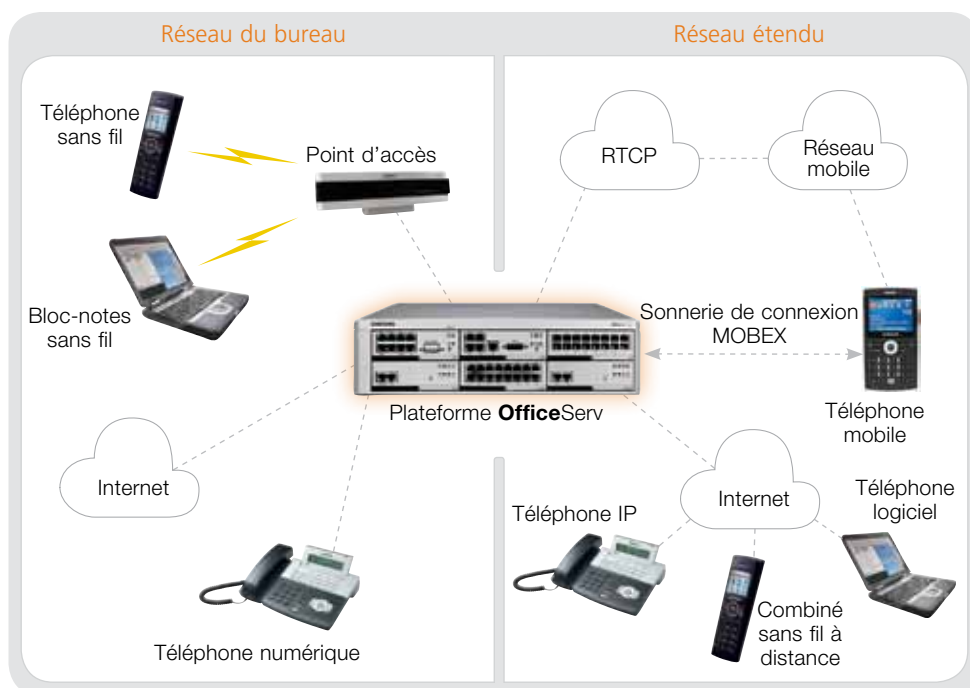 Réseau du bureau
Réseau étendu
Téléphone
sans fil
Point d'accès
Bloc-notes
sans fil
Internet
Téléphone numérique
Plateforme OfficeServ
RTCP
Réseau
mobile
Sonnerie de connexion
MOBEX
Téléphone
mobile
Internet
Téléphone IP
Téléphone
logiciel
Combiné
sans fil à
distance